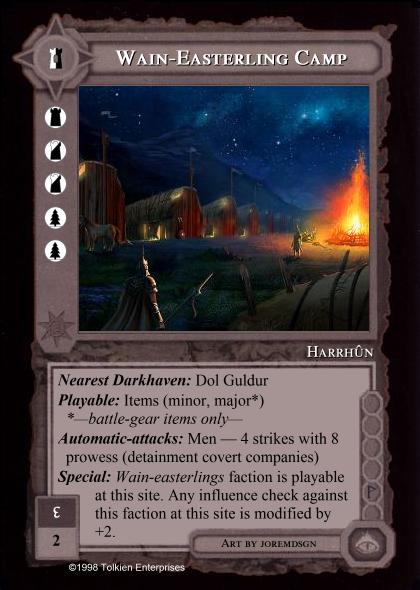 Wain-Easterling Camp
Harrhûn
Nearest Darkhaven: Dol Guldur
Playable: Items (minor, major*)
*—battle-gear items only—
Automatic-attacks: Men — 4 strikes with 8
prowess (detainment covert companies)
Special: Wain-easterlings faction is playable
at this site. Any influence check against
this faction at this site is modified by
+2.
ε
2
Art by joremdsgn
©1998 Tolkien Enterprises